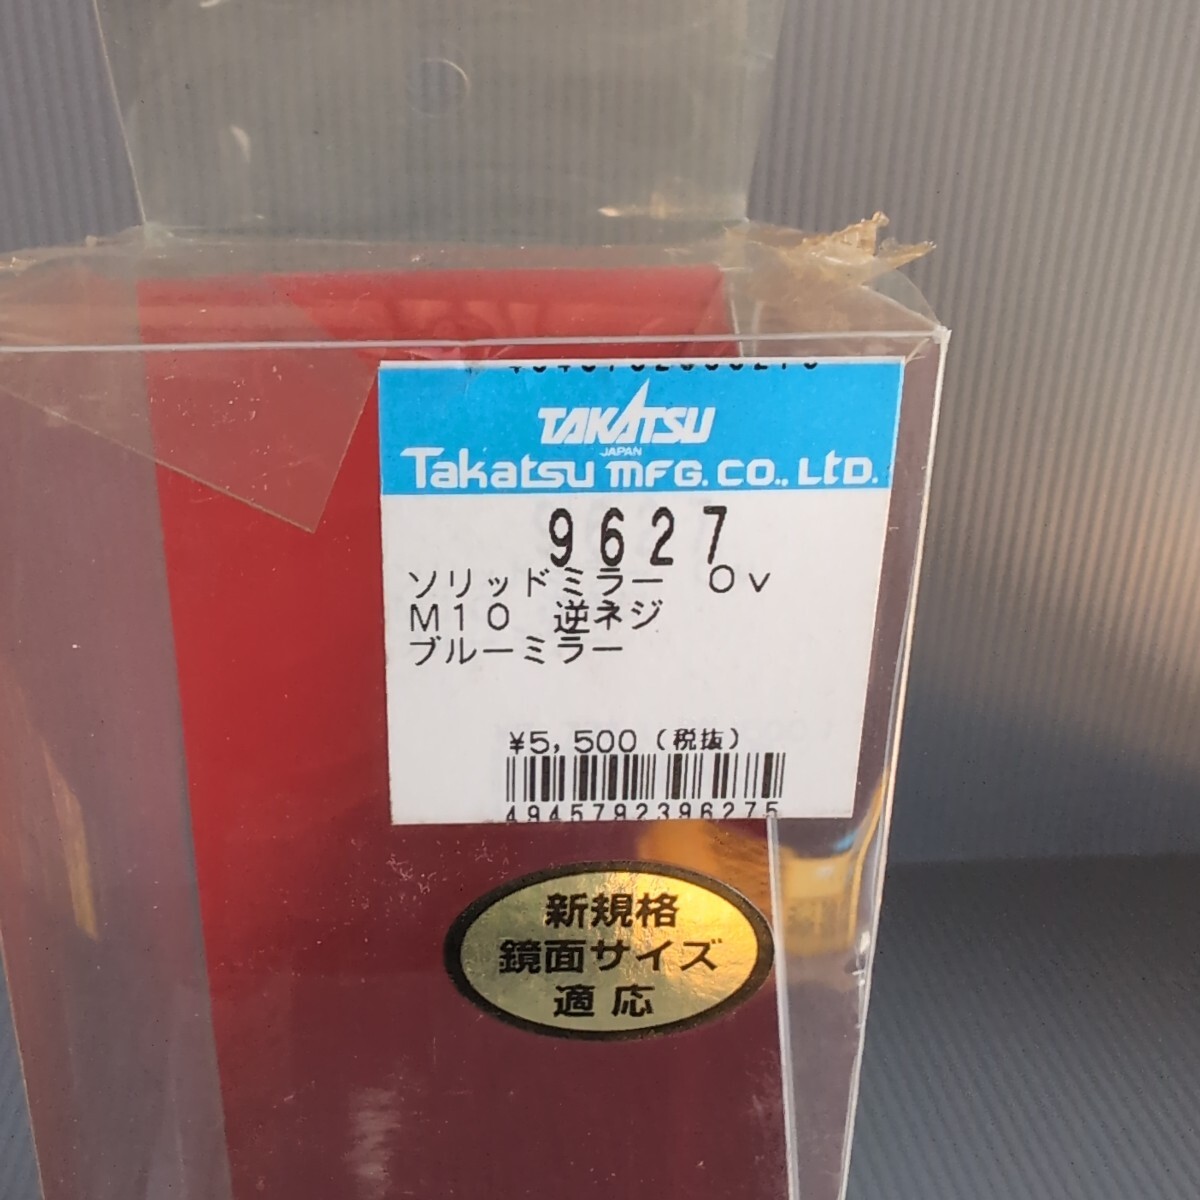 TAKATSU
JAPAN
Takatsu MFG. CO., LTD.
9627
ソリッドミラー Ov
M10 逆ネジ
ブルーミラー
¥5,500(税抜)
4945792396275
新規格
鏡面サイズ
適応